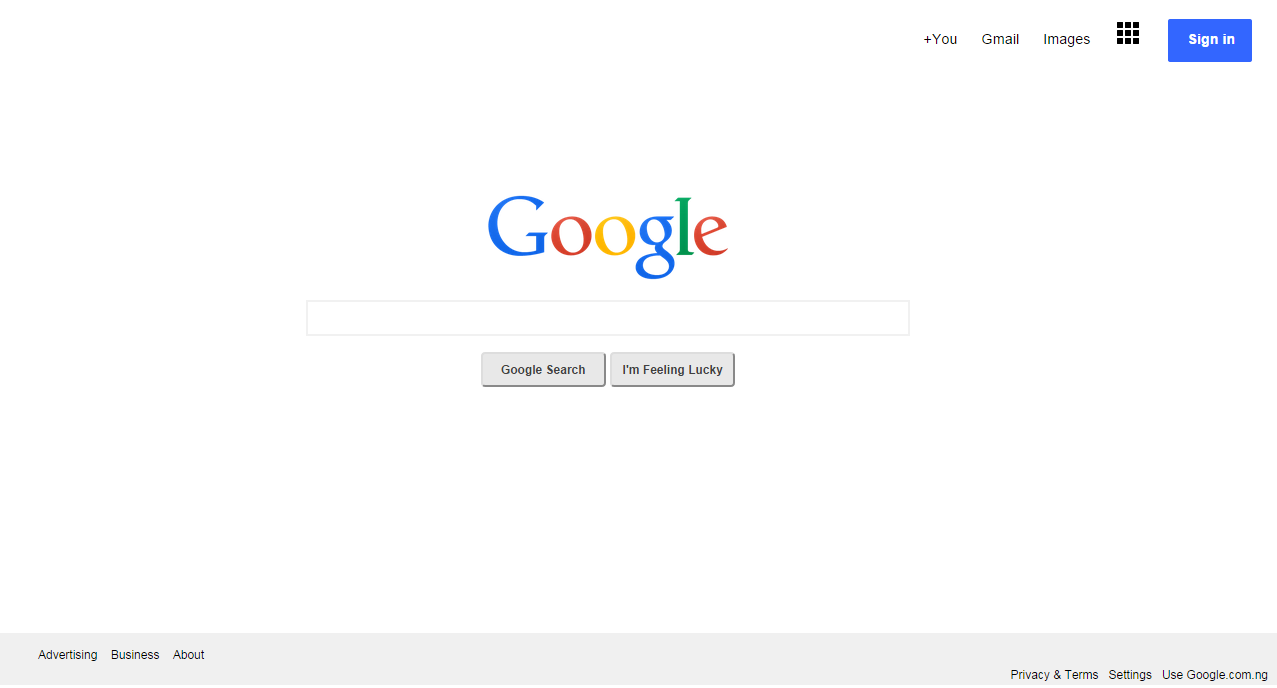 +You Gmail Images Sign in
Google
Google Search I'm Feeling Lucky
Advertising Business About
Privacy & Terms Settings Use Google.com.ng